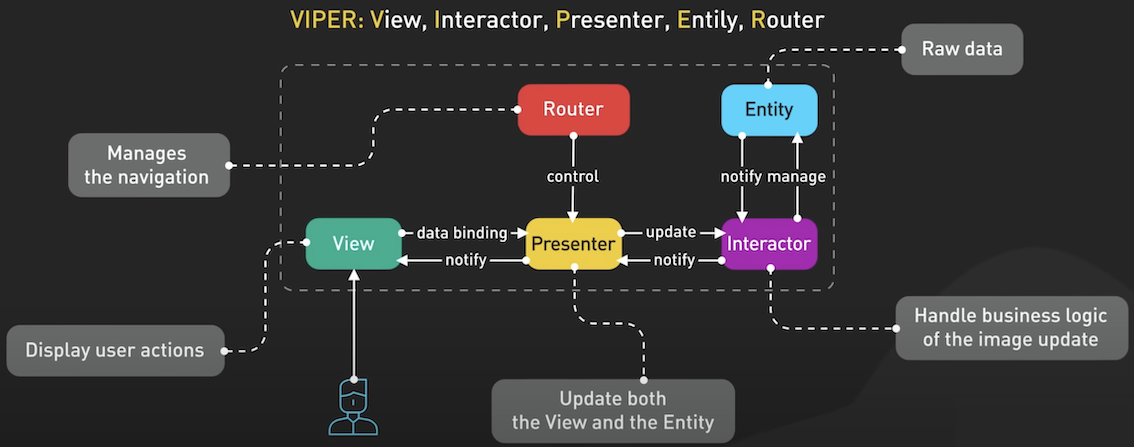 VIPER: View, Interactor, Presenter, Entily, Router
Raw data
Router
Entity
Manages
the navigation
control
notify manage
View
data binding
notify
Presenter
update
notify
Interactor
Display user actions
Handle business logic
of the image update
Update both
the View and the Entity